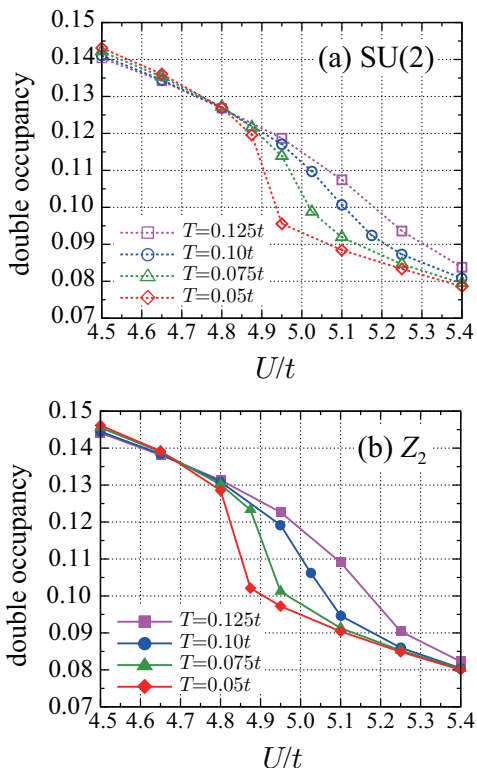 0.15
(a) SU(2)
0.14
0.13
0.12
0.11
0.10
0.09
0.08
0.07
double occupancy
T=0.125t
T=0.10t
T=0.075t
T=0.05t
4.5 4.6 4.7 4.8 4.9 5.0 5.1 5.2 5.3 5.4
U/t
0.15
(b) Z₂
0.14
0.13
0.12
0.11
0.10
0.09
0.08
0.07
double occupancy
T=0.125t
T=0.10t
T=0.075t
T=0.05t
4.5 4.6 4.7 4.8 4.9 5.0 5.1 5.2 5.3 5.4
U/t